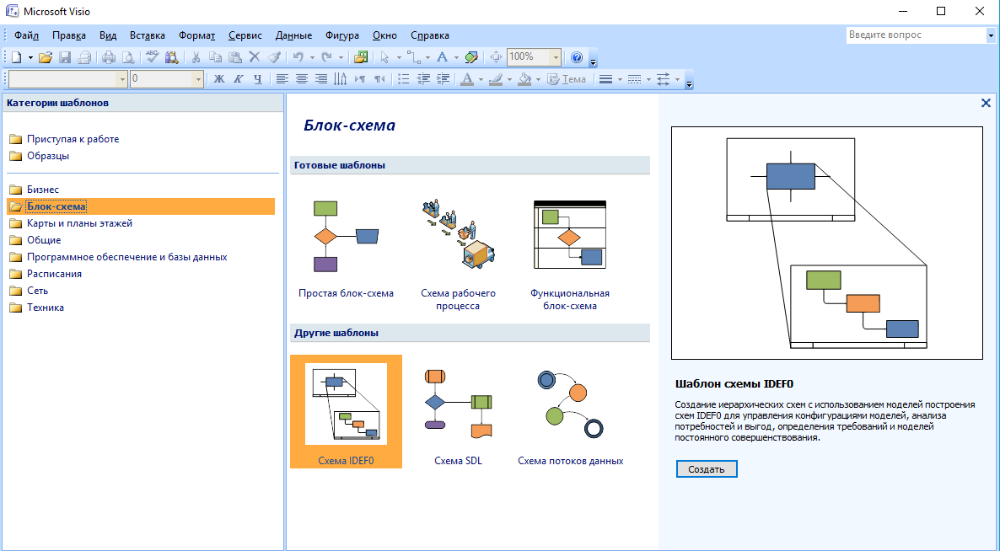 Microsoft Visio
Файл Правка Вид Вставка Формат Сервис Данные Фигура Окно Справка
Введите вопрос
ABC
100%
0
Ж К Ч
А
Тема
Категории шаблонов
Приступая к работе
Образцы
Бизнес
Блок-схема
Карты и планы этажей
Общие
Программное обеспечение и базы данных
Расписания
Сеть
Техника
Блок-схема
Готовые шаблоны
Простая блок-схема
Схема рабочего
процесса
Функциональная
блок-схема
Другие шаблоны
Схема IDEF0
Схема SDL
Схема потоков данных
Шаблон схемы IDEF0
Создание иерархических схем с использованием моделей построения
схем IDEF0 для управления конфигурациями моделей, анализа
потребностей и выгод, определения требований и моделей
постоянного совершенствования.
Создать